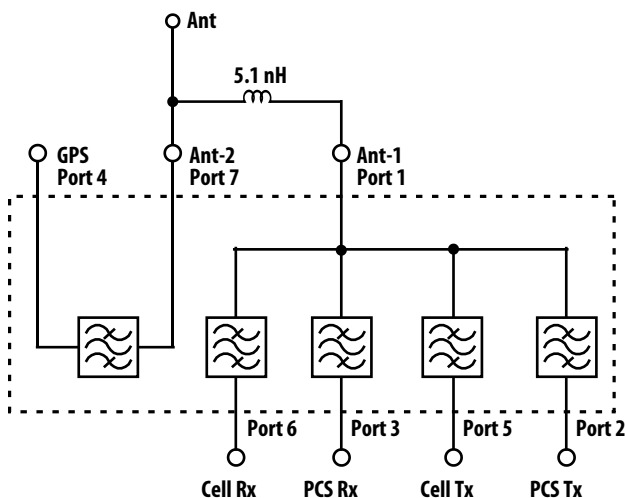 Ant
5.1 nH
GPS
Port 4
Ant-2
Port 7
Ant-1
Port 1
Port 6
Port 3
Port 5
Port 2
Cell Rx
PCS Rx
Cell Tx
PCS Tx